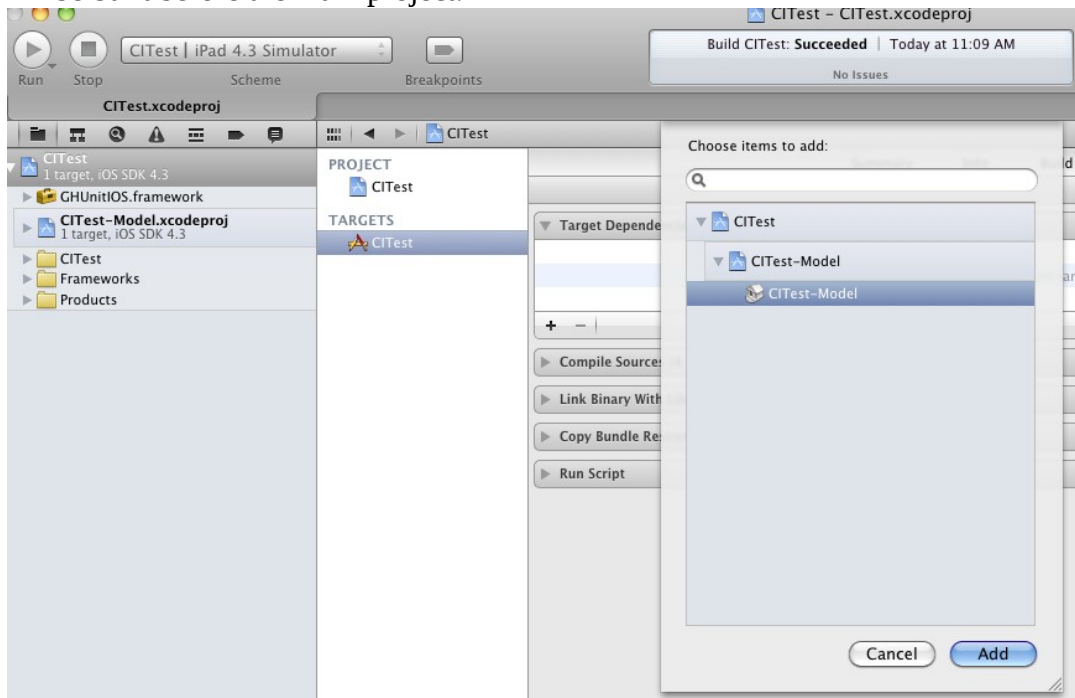 CITest – CITest.xcodeproj
CITest | iPad 4.3 Simulator
Build CITest: Succeeded | Today at 11:09 AM
No Issues
Run Stop Scheme Breakpoints
CITest.xcodeproj
CITest
CITest
1 target, iOS SDK 4.3
GHUnitIOS.framework
CITest-Model.xcodeproj
1 target, iOS SDK 4.3
CITest
Frameworks
Products
PROJECT
CITest
TARGETS
CITest
Target Depende
+ –
Compile Sources
Link Binary With
Copy Bundle Re
Run Script
Choose items to add:
CITest
CITest-Model
CITest-Model
Cancel Add